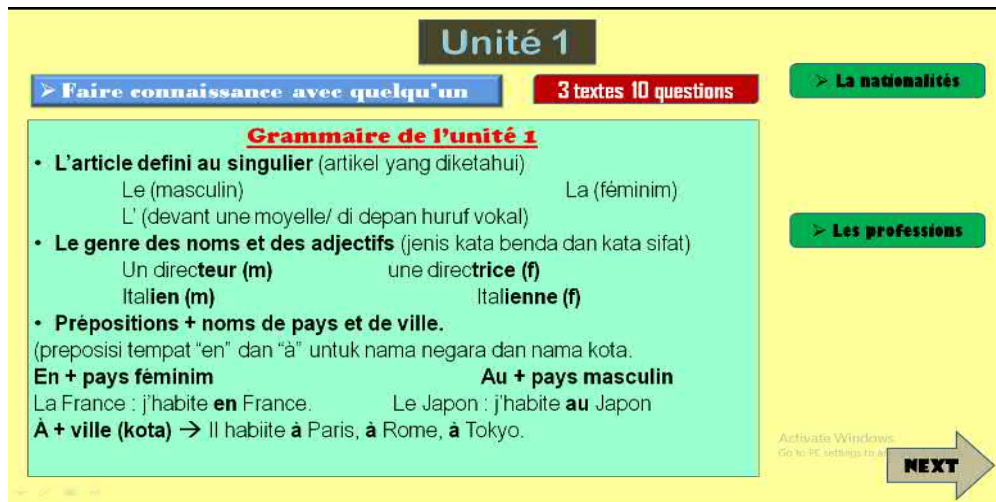 Unité 1
➢ Faire connaissance avec quelqu'un
3 textes 10 questions
➢ La nationalités
➢ Les professions
Grammaire de l'unité 1
• L'article defini au singulier (artikel yang diketahui)
Le (masculin) La (féminim)
L' (devant une moyelle/ di depan huruf vokal)
• Le genre des noms et des adjectifs (jenis kata benda dan kata sifat)
Un directeur (m) une directrice (f)
Italien (m) Italienne (f)
• Prépositions + noms de pays et de ville.
(preposisi tempat "en" dan "à" untuk nama negara dan nama kota.
En + pays féminim Au + pays masculin
La France : j'habite en France. Le Japon : j'habite au Japon
À + ville (kota) → Il habiite à Paris, à Rome, à Tokyo.
Activate Windows
Go to PC settings to
NEXT